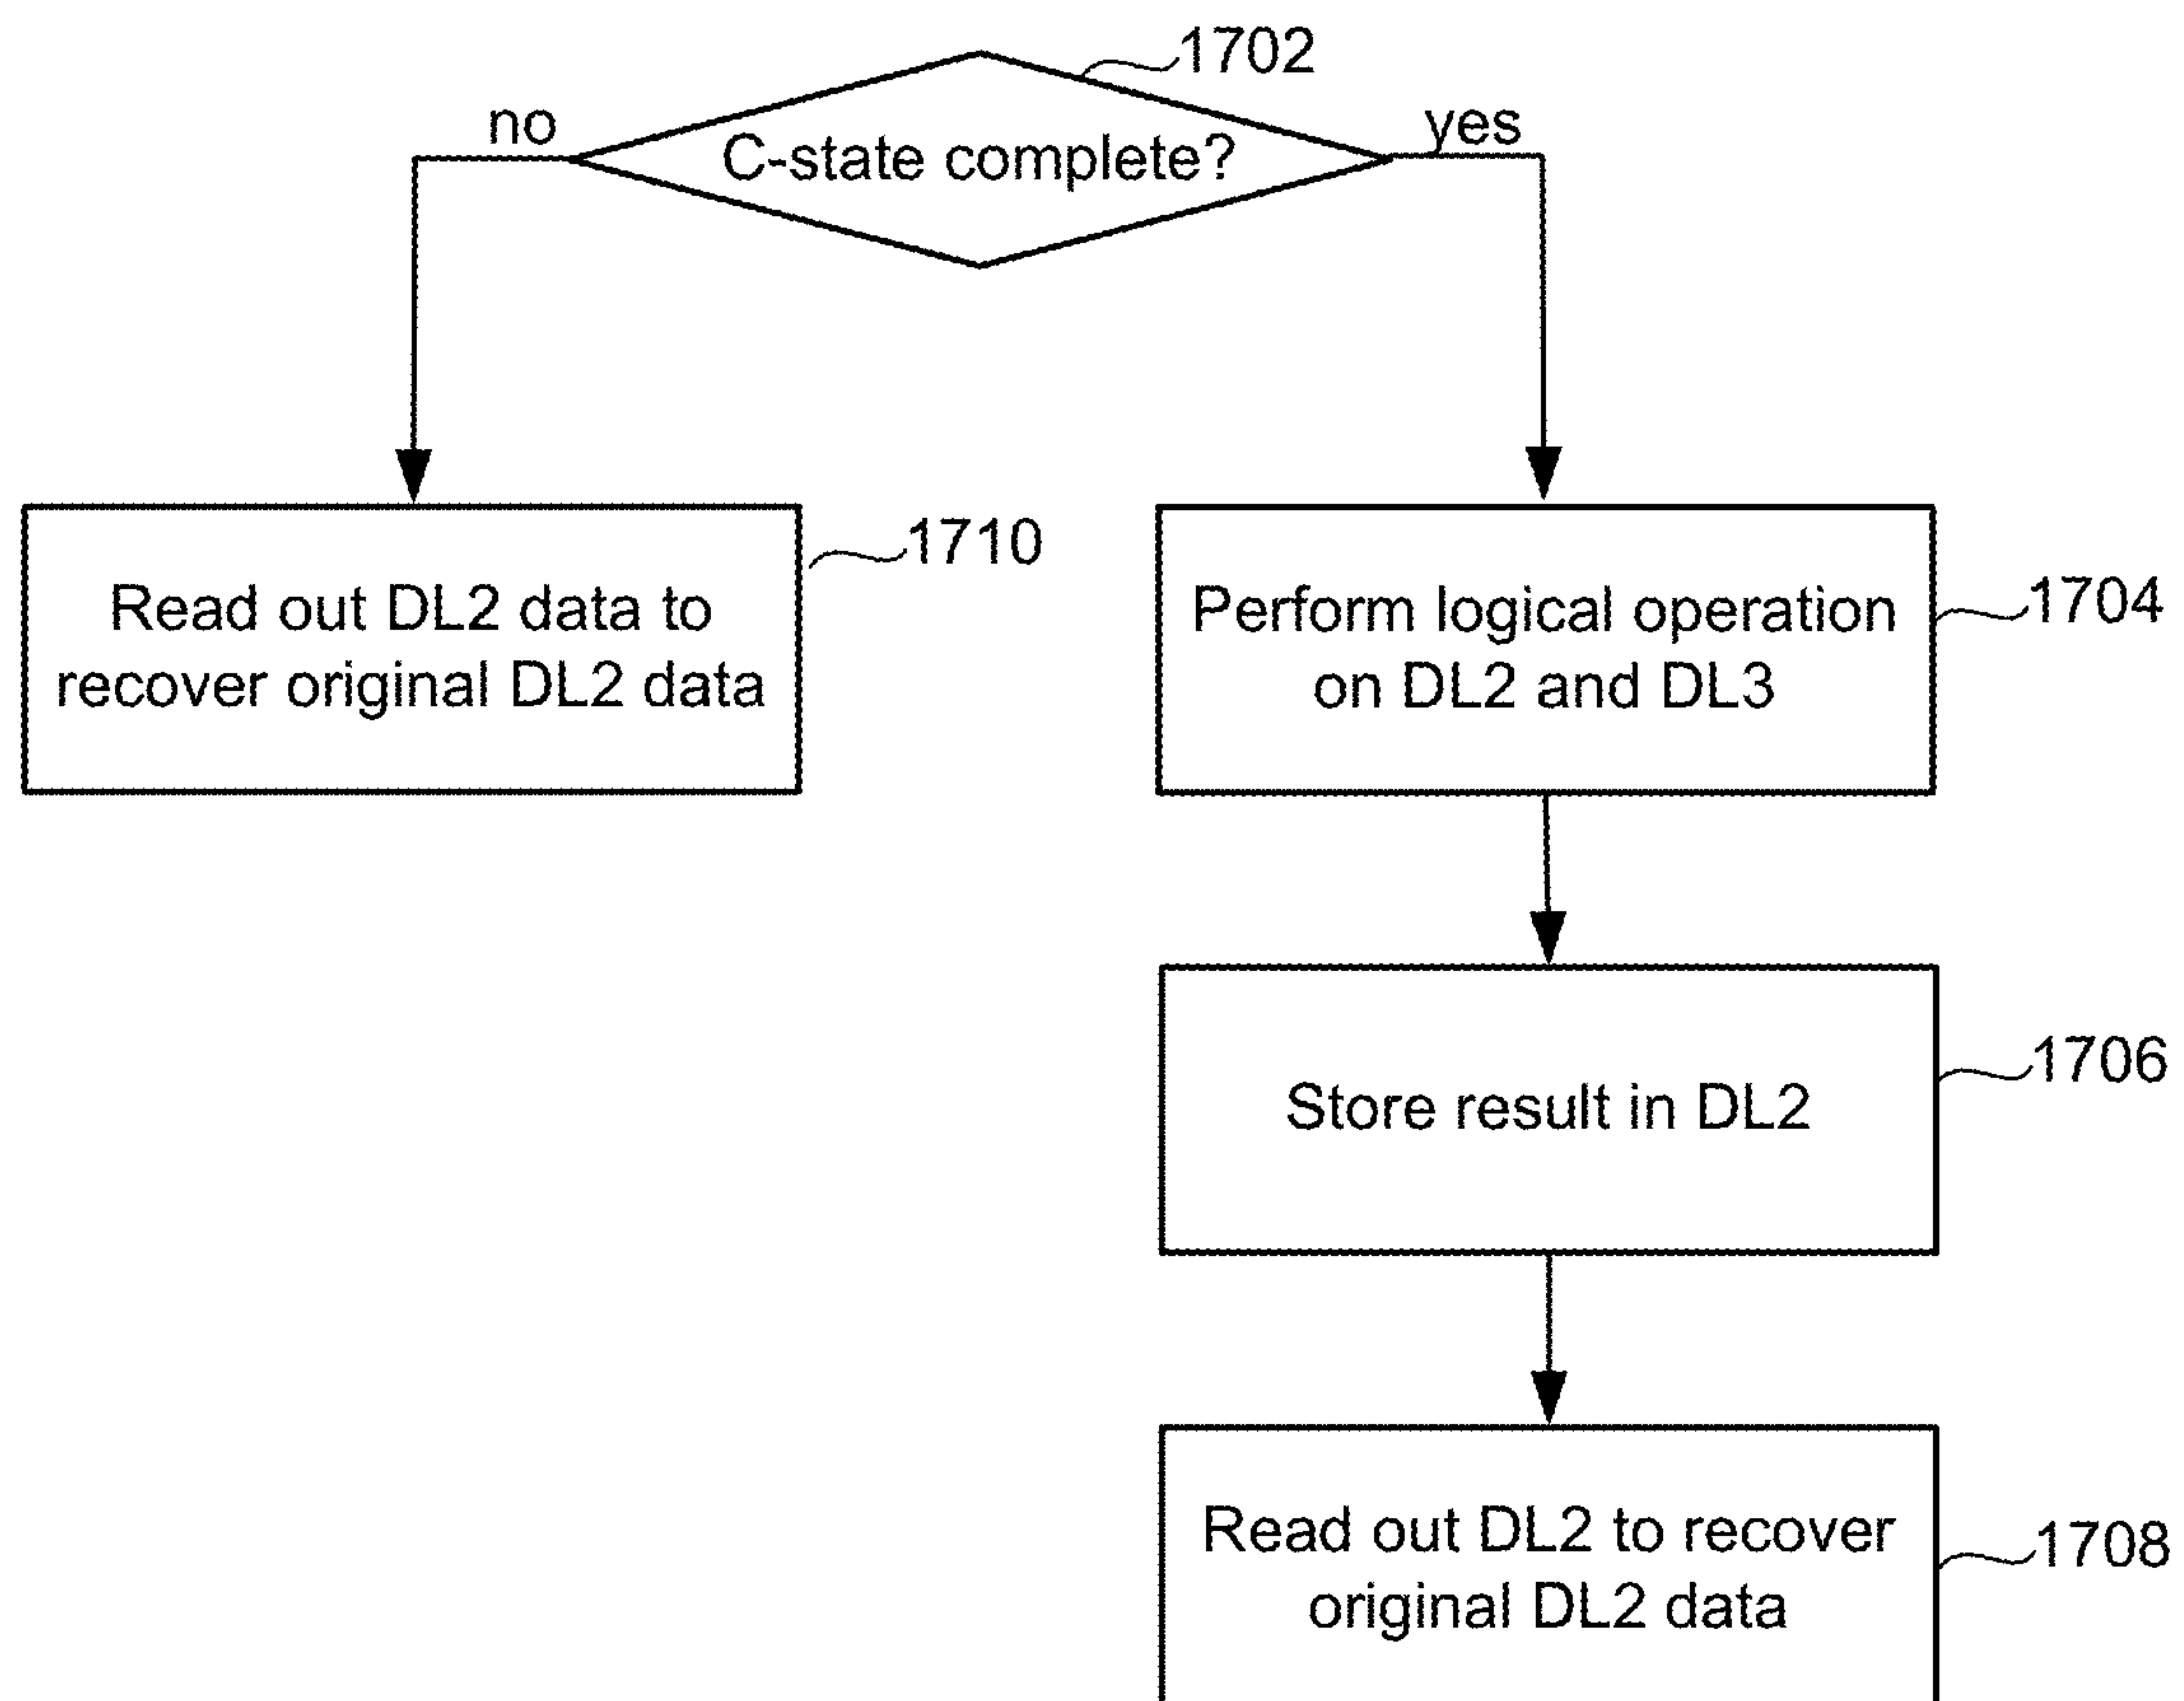 1702
no
yes
C-state complete?
1710
Read out DL2 data to
recover original DL2 data
1704
Perform logical operation
on DL2 and DL3
1706
Store result in DL2
1708
Read out DL2 to recover
original DL2 data